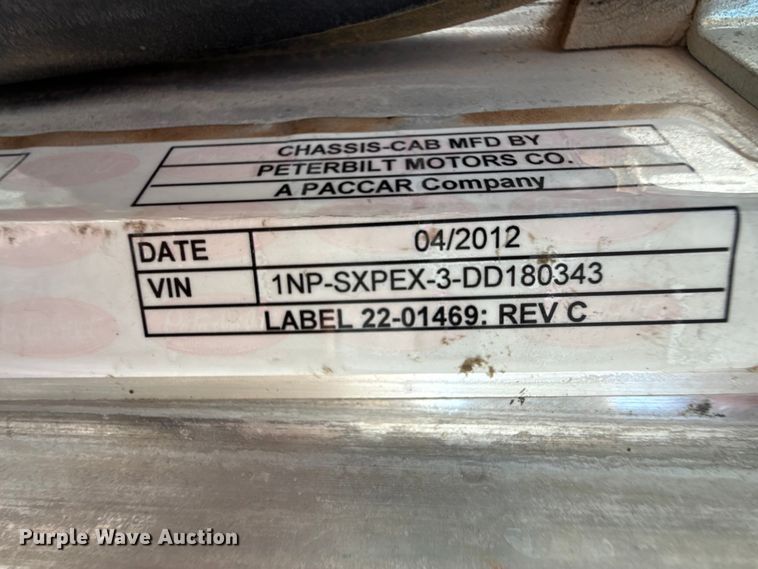 CHASSIS-CAB MFD BY
PETERBILT MOTORS CO.
A PACCAR Company
DATE 04/2012
VIN 1NP-SXPEX-3-DD180343
LABEL 22-01469: REV C
Purple Wave Auction